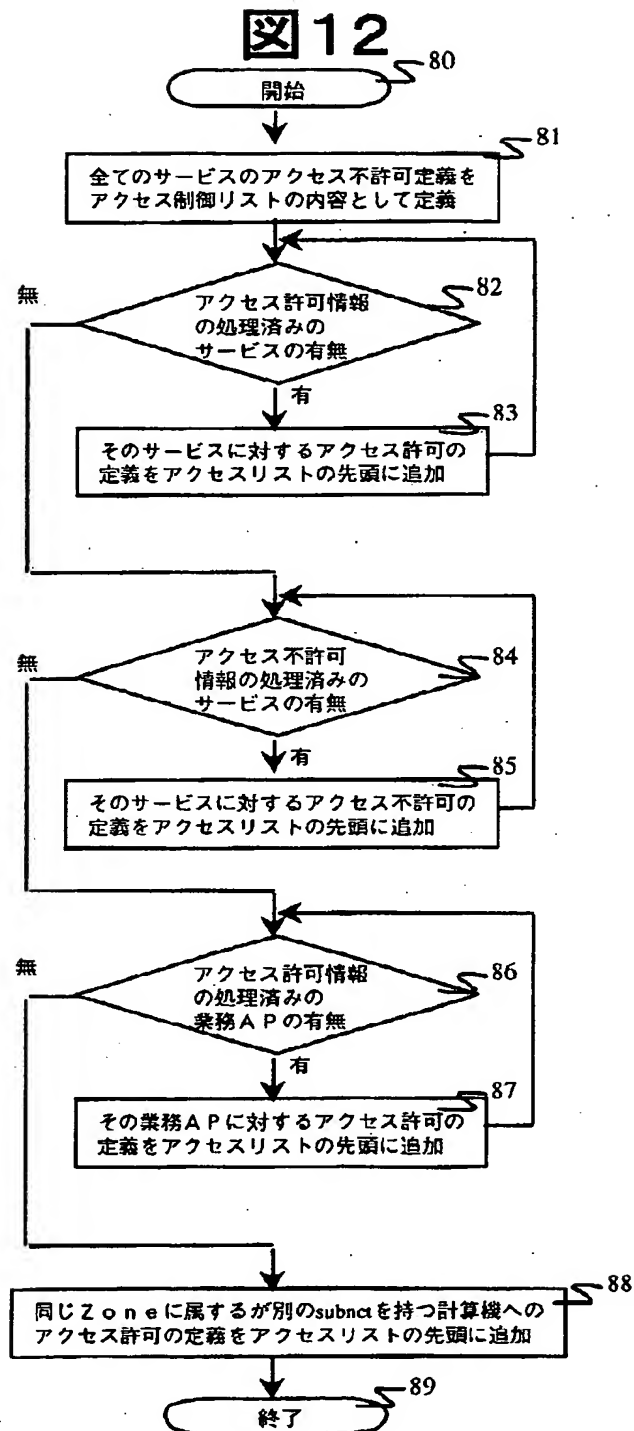 図12
80
開始
81
全てのサービスのアクセス不許可定義を
アクセス制御リストの内容として定義
無
82
アクセス許可情報
の処理済みの
サービスの有無
有
83
そのサービスに対するアクセス許可の
定義をアクセスリストの先頭に追加
無
84
アクセス不許可
情報の処理済みの
サービスの有無
有
85
そのサービスに対するアクセス不許可の
定義をアクセスリストの先頭に追加
無
86
アクセス許可情報
の処理済みの
業務APの有無
有
87
その業務APに対するアクセス許可の
定義をアクセスリストの先頭に追加
88
同じZoneに属するが別のsubnetを持つ計算機への
アクセス許可の定義をアクセスリストの先頭に追加
89
終了